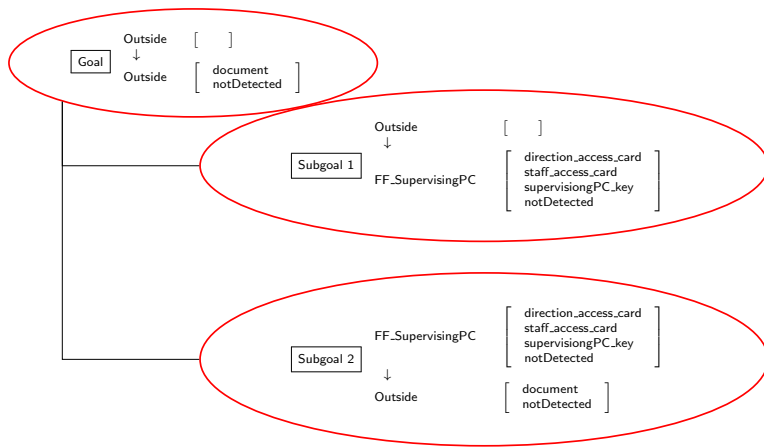 Outside [ ]
↓
Goal
Outside [ document
notDetected ]
Outside [ ]
↓
Subgoal 1
FF_SupervisingPC [ direction_access_card
staff_access_card
supervisiongPC_key
notDetected ]
FF_SupervisingPC [ direction_access_card
staff_access_card
supervisiongPC_key
notDetected ]
Subgoal 2
↓
Outside [ document
notDetected ]